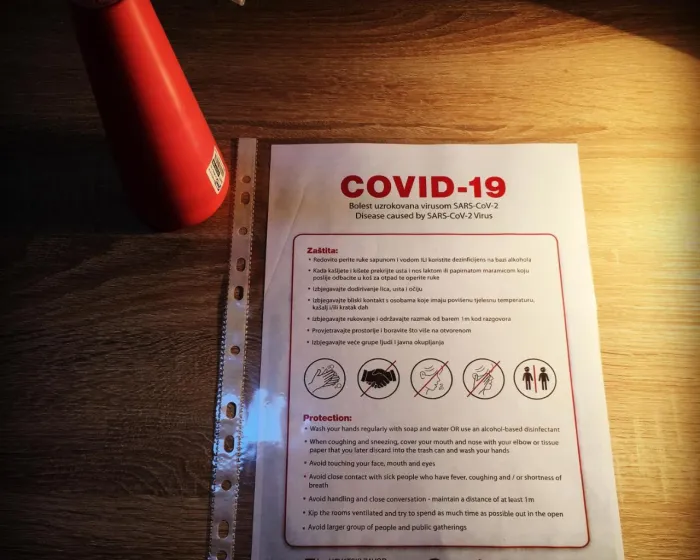 COVID-19
Bolest uzrokovana virusom SARS-CoV-2
Disease caused by SARS-CoV-2 Virus
Zaštita:
• Redovito perite ruke sapunom i vodom ILI koristite dezinficijens na bazi alkohola
• Kada kašljete i kišete prekrijte usta i nos laktom ili papirnatom maramicom koju
poslije odbacite u koš za otpad te operite ruke
• Izbjegavajte dodirivanje lica, usta i očiju
• Izbjegavajte bliski kontakt s osobama koje imaju povišenu tjelesnu temperaturu,
kašalj i/ili kratak dah
• Izbjegavajte rukovanje i održavajte razmak od barem 1m kod razgovora
• Provjetravajte prostorije i boravite što više na otvorenom
• Izbjegavajte veće grupe ljudi i javna okupljanja
Protection:
• Wash your hands regularly with soap and water OR use an alcohol-based disinfectant
• When coughing and sneezing, cover your mouth and nose with your elbow or tissue
paper that you later discard into the trash can and wash your hands
• Avoid touching your face, mouth and eyes
• Avoid close contact with sick people who have fever, coughing and / or shortness of
breath
• Avoid handling and close conversation - maintain a distance of at least 1m
• Kip the rooms ventilated and try to spend as much time as possible out in the open
• Avoid larger group of people and public gatherings